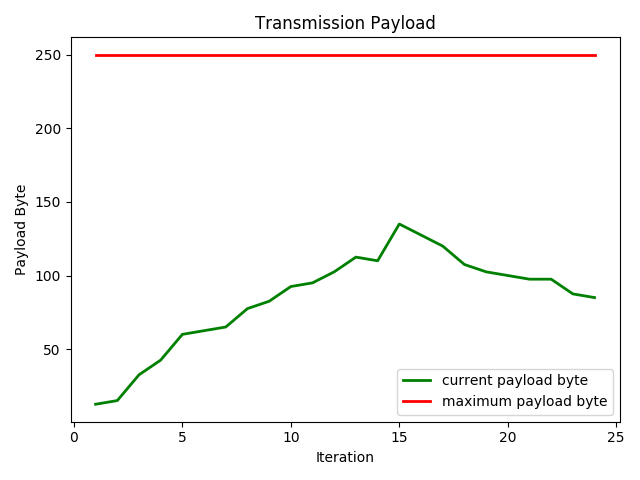 Transmission Payload
Payload Byte
250
200
150
100
50
0
5
10
15
20
25
Iteration
current payload byte
maximum payload byte